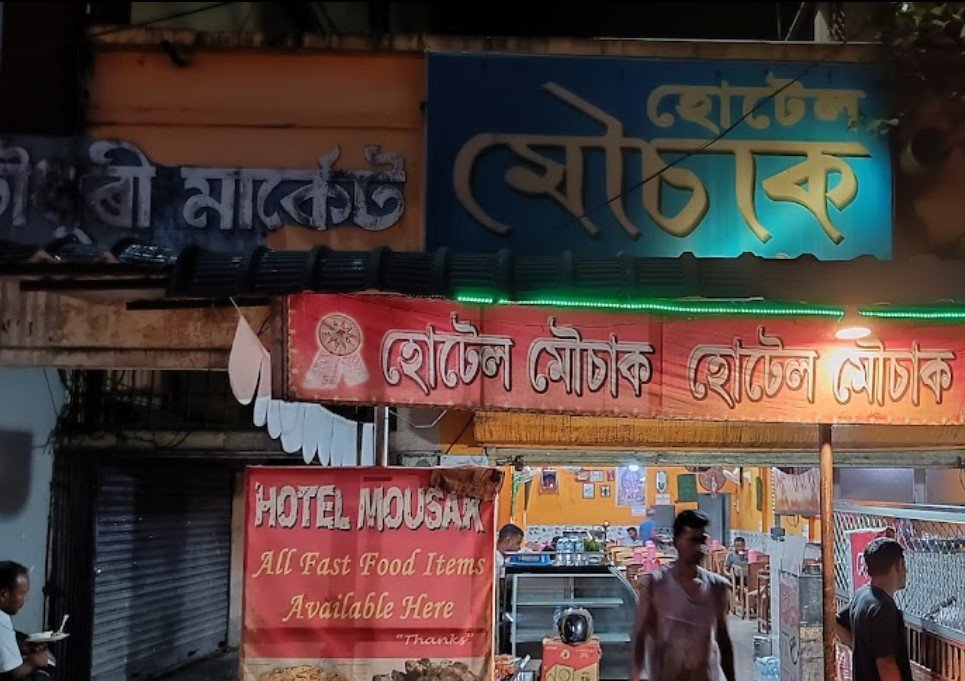 হোটেল
মৌচাক
ৰী মাৰ্কেট
হোটেল মৌচাক হোটেল মৌচাক
HOTEL MOUSAK
All Fast Food Items
Available Here
"Thanks"